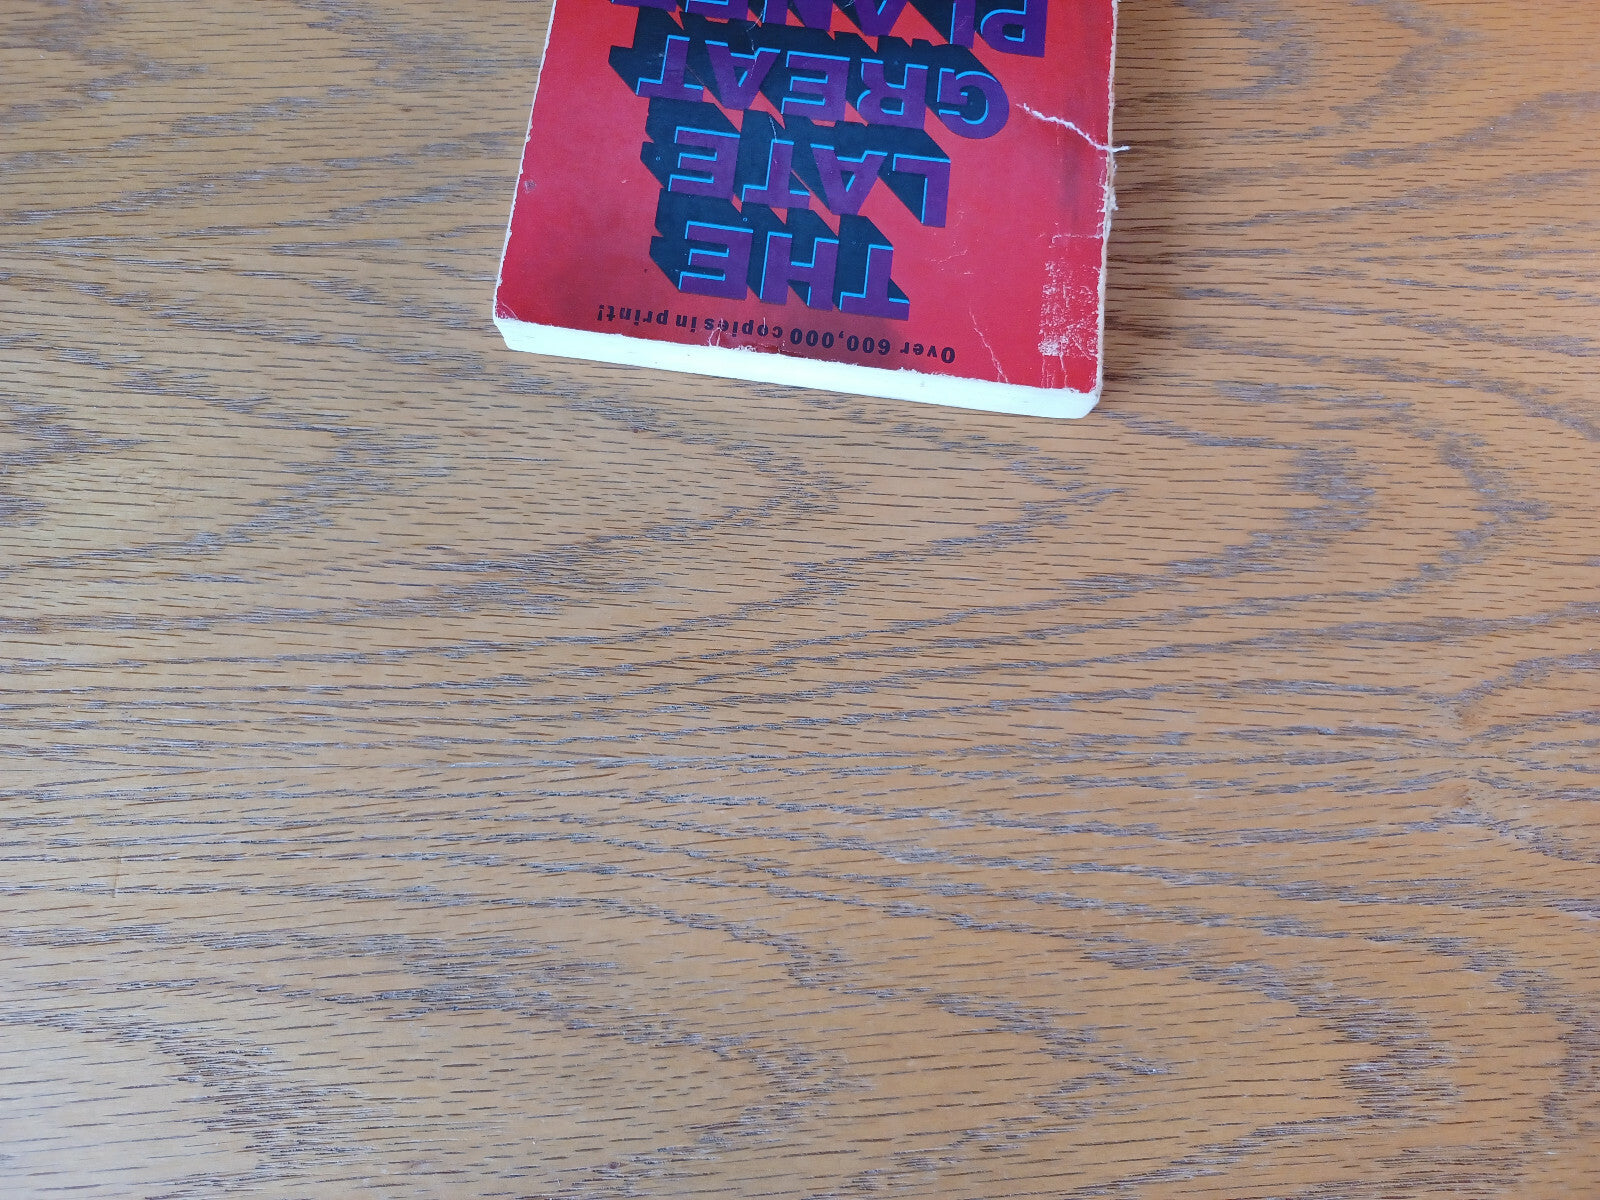 Over 600,000 copies in print!
THE
LATE
GREAT
PLANET